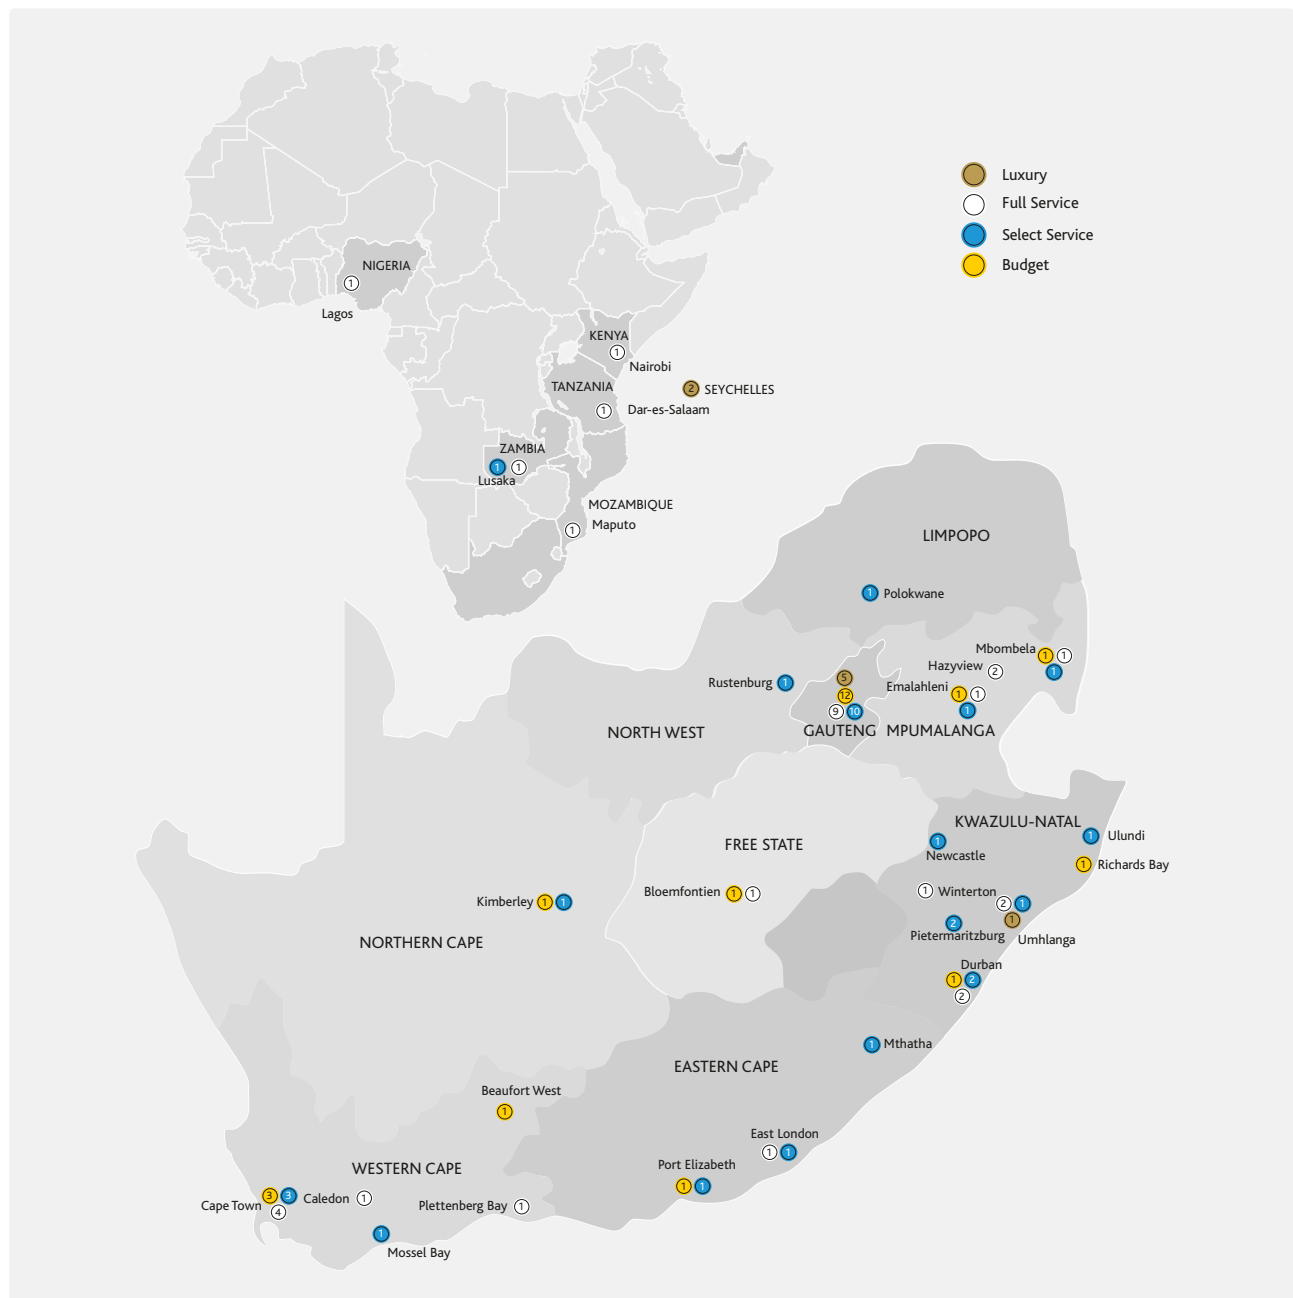 Luxury
Full Service
Select Service
Budget
NIGERIA
1
Lagos
KENYA
1
Nairobi
TANZANIA
2 SEYCHELLES
1 Dar-es-Salaam
ZAMBIA
1 1
Lusaka
MOZAMBIQUE
1 Maputo
LIMPOPO
1 Polokwane
Mbombela 1 1
1
Hazyview 2
Rustenburg 1
5
12
9 10
GAUTENG
Emalahleni 1 1
1
MPUMALANGA
NORTH WEST
KWAZULU-NATAL
1 Ulundi
1
Newcastle
1 Richards Bay
FREE STATE
Bloemfontien 1 1
1 Winterton
2 1
1
Umhlanga
2
Pietermaritzburg
Kimberley 1 1
NORTHERN CAPE
Durban
1 2
2
1 Mthatha
EASTERN CAPE
Beaufort West
1
East London
1 1
Port Elizabeth
1 1
WESTERN CAPE
3 3
Cape Town 4
Caledon 1
Plettenberg Bay 1
1
Mossel Bay